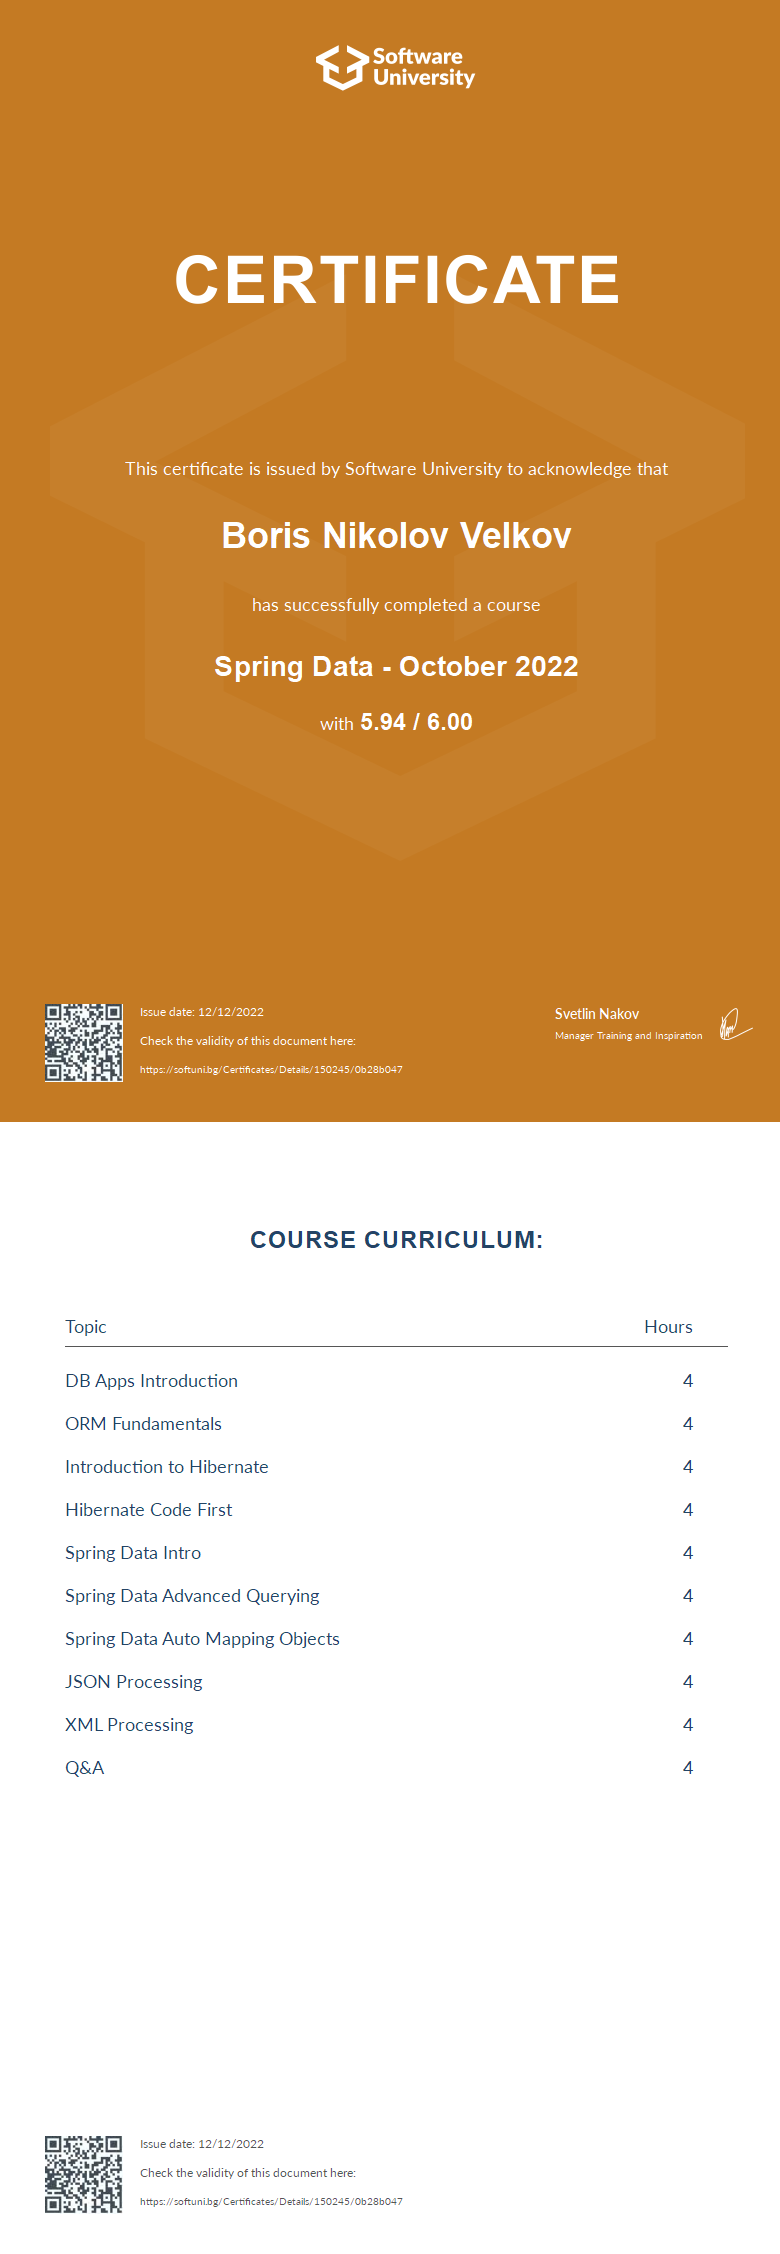 Software
University
CERTIFICATE
This certificate is issued by Software University to acknowledge that
Boris Nikolov Velkov
has successfully completed a course
Spring Data - October 2022
with 5.94 / 6.00
Issue date: 12/12/2022
Check the validity of this document here:
https://softuni.bg/Certificates/Details/150245/0b28b047
Svetlin Nakov
Manager Training and Inspiration
COURSE CURRICULUM:
Topic Hours
DB Apps Introduction 4
ORM Fundamentals 4
Introduction to Hibernate 4
Hibernate Code First 4
Spring Data Intro 4
Spring Data Advanced Querying 4
Spring Data Auto Mapping Objects 4
JSON Processing 4
XML Processing 4
Q&A 4
Issue date: 12/12/2022
Check the validity of this document here:
https://softuni.bg/Certificates/Details/150245/0b28b047